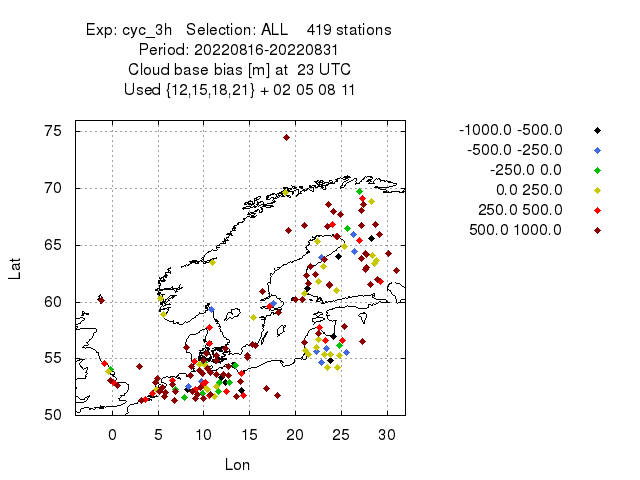 Exp: cyc_3h Selection: ALL 419 stations
Period: 20220816-20220831
Cloud base bias [m] at 23 UTC
Used {12,15,18,21} + 02 05 08 11
75
70
65
60
55
50
Lat
0 5 10 15 20 25 30
Lon
-1000.0 -500.0
-500.0 -250.0
-250.0 0.0
0.0 250.0
250.0 500.0
500.0 1000.0